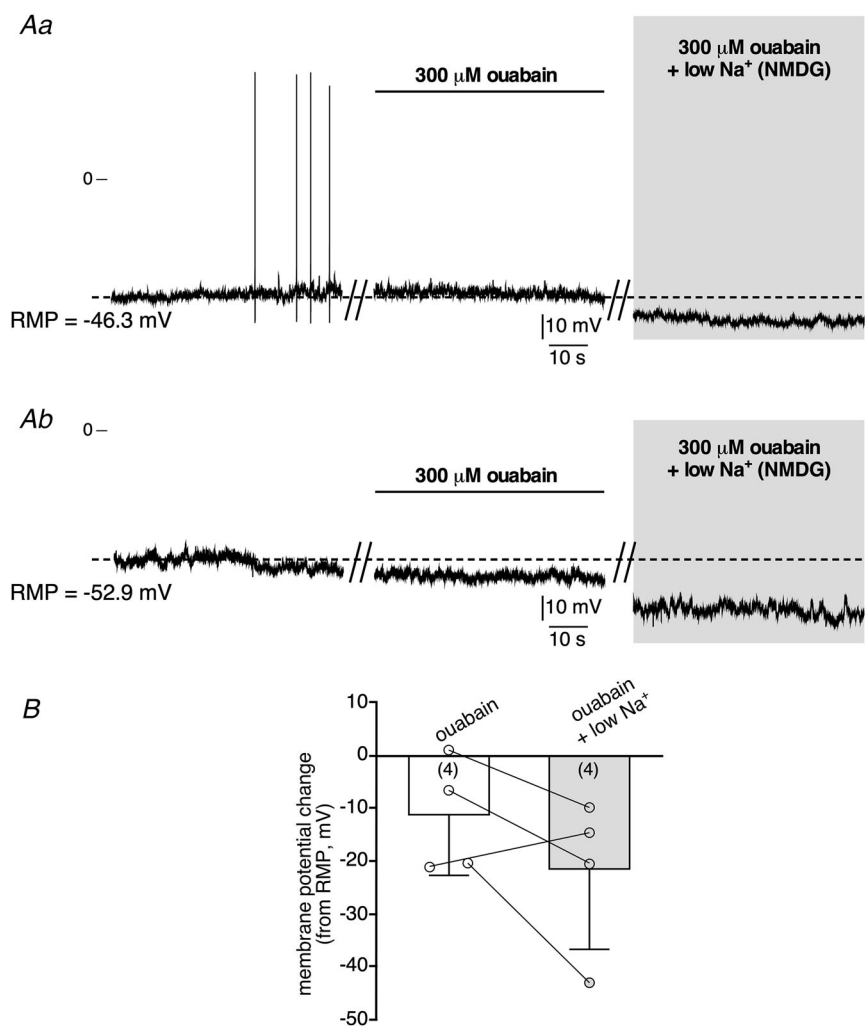 Aa
300 μM ouabain
300 μM ouabain
+ low Na⁺ (NMDG)
0
RMP = -46.3 mV
10 mV
10 s
Ab
0
300 μM ouabain
300 μM ouabain
+ low Na⁺ (NMDG)
RMP = -52.9 mV
10 mV
10 s
B
membrane potential change
(from RMP, mV)
10
0
-10
-20
-30
-40
-50
ouabain
ouabain
+ low Na⁺
(4)
(4)